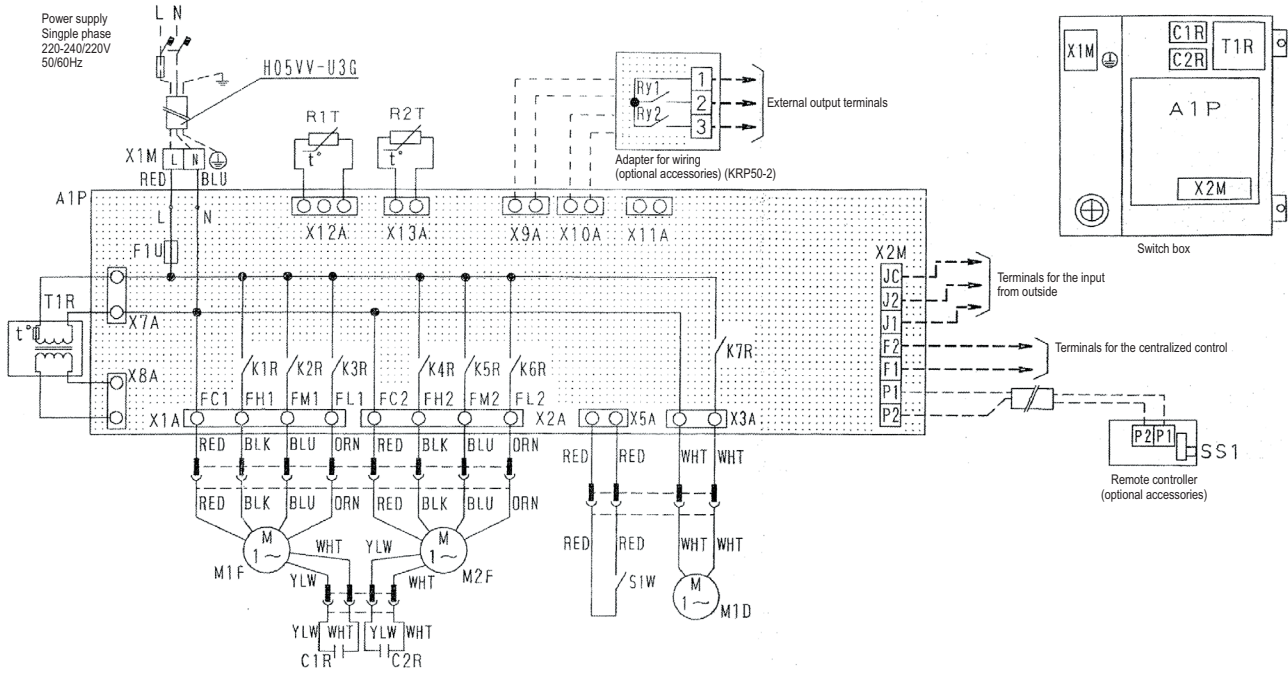 Power supply
Singple phase
220-240/220V
50/60Hz
L N
H05VV-U3G
X1M L N
RED BLU
R1T R2T
t° t°
Ry1 1
Ry2 2
3
External output terminals
Adapter for wiring
(optional accessories) (KRP50-2)
X1M C1R T1R
C2R
A1P
X2M
Switch box
A1P
L N
F1U
X12A X13A X9A X10A X11A
X2M
JC
J2
J1
F2
F1
P1
P2
Terminals for the input
from outside
Terminals for the centralized control
P2 P1
SS1
Remote controller
(optional accessories)
T1R
t°
X7A
X8A
K1R K2R K3R K4R K5R K6R K7R
FC1 FH1 FM1 FL1 FC2 FH2 FM2 FL2
X1A X2A X5A X3A
RED BLK BLU ORN RED BLK BLU ORN RED RED WHT WHT
RED BLK BLU ORN RED BLK BLU ORN
RED RED WHT WHT
M
1~
M1F
M
1~
M2F
WHT YLW
YLW WHT
YLW WHT YLW WHT
C1R C2R
S1W
M
1~
M1D